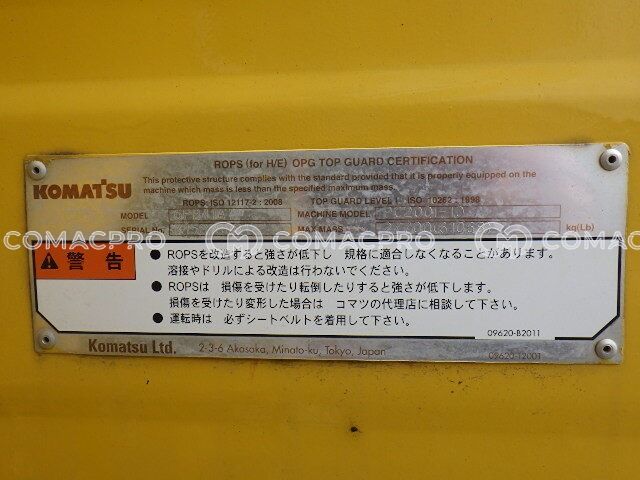 ROPS (for H/E) OPG TOP GUARD CERTIFICATION
This protective structure complies with the standard provided that it is properly equipped on the
machine which mass is less than the specified maximum mass.
KOMATSU
ROPS: ISO 12117-2 : 2008 TOP GUARD LEVEL I : ISO 10262 : 1998
MODEL MACHINE MODEL
SERIAL No. MAX MASS kg(Lb)
COMACPRO COMACPRO COMACPRO
警告
● ROPSを改造すると強さが低下し 規格に適合しなくなることがあります。
溶接やドリルによる改造は行わないでください。
● ROPSは 損傷を受けたり転倒したりすると強さが低下します。
損傷を受けたり変形した場合は コマツの代理店に相談して下さい。
● 運転時は 必ずシートベルトを着用して下さい。
09620-B2011
Komatsu Ltd. 2-3-6 Akasaka, Minato-ku, Tokyo, Japan
09620-T2001